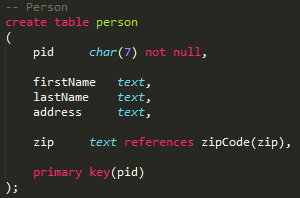 -- Person
create table person
(
pid char(7) not null,
firstName text,
lastName text,
address text,
zip text references zipCode(zip),
primary key(pid)
);